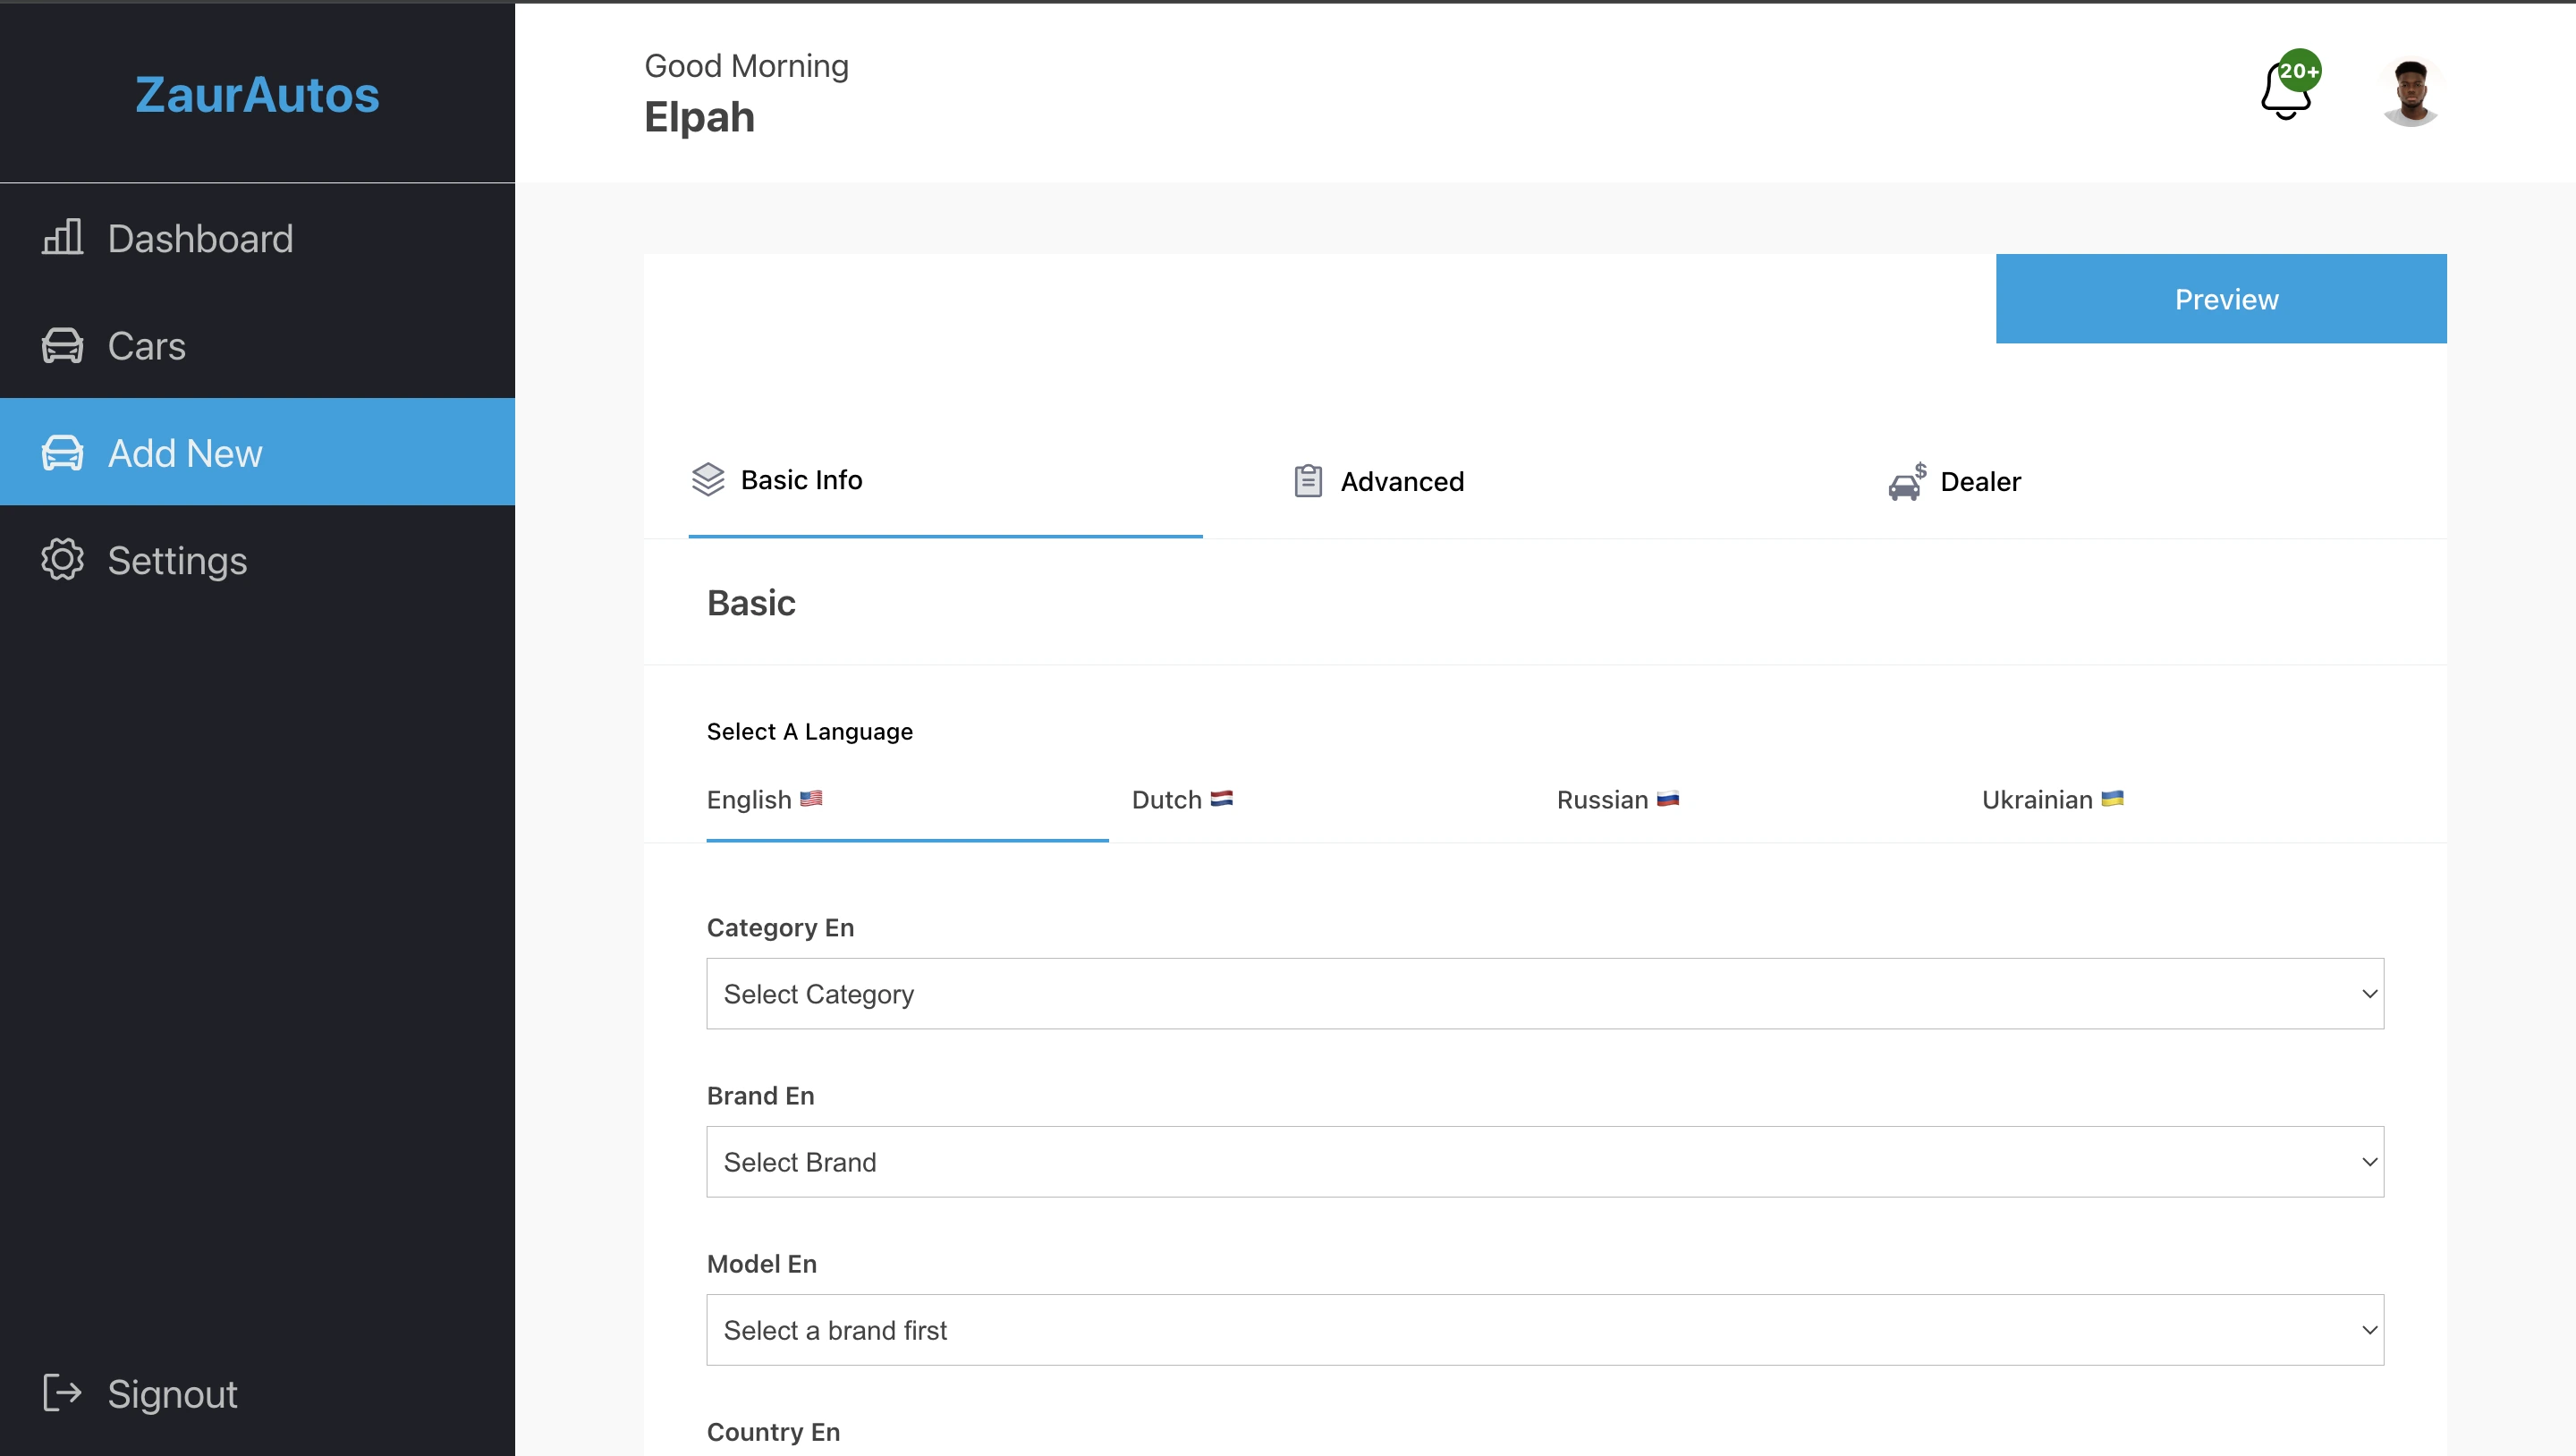 ZaurAutos
Dashboard
Cars
Add New
Settings
Signout
Good Morning
Elpah
20+
Preview
Basic Info
Advanced
Dealer
Basic
Select A Language
English 🇺🇸
Dutch 🇳🇱
Russian 🇷🇺
Ukrainian 🇺🇦
Category En
Select Category
Brand En
Select Brand
Model En
Select a brand first
Country En